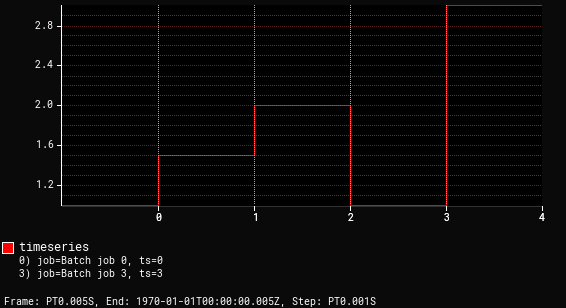 2.8
2.4
2.0
1.6
1.2
0 1 2 3 4
timeseries
0) job=Batch job 0, ts=0
3) job=Batch job 3, ts=3
Frame: PT0.005S, End: 1970-01-01T00:00:00.005Z, Step: PT0.001S